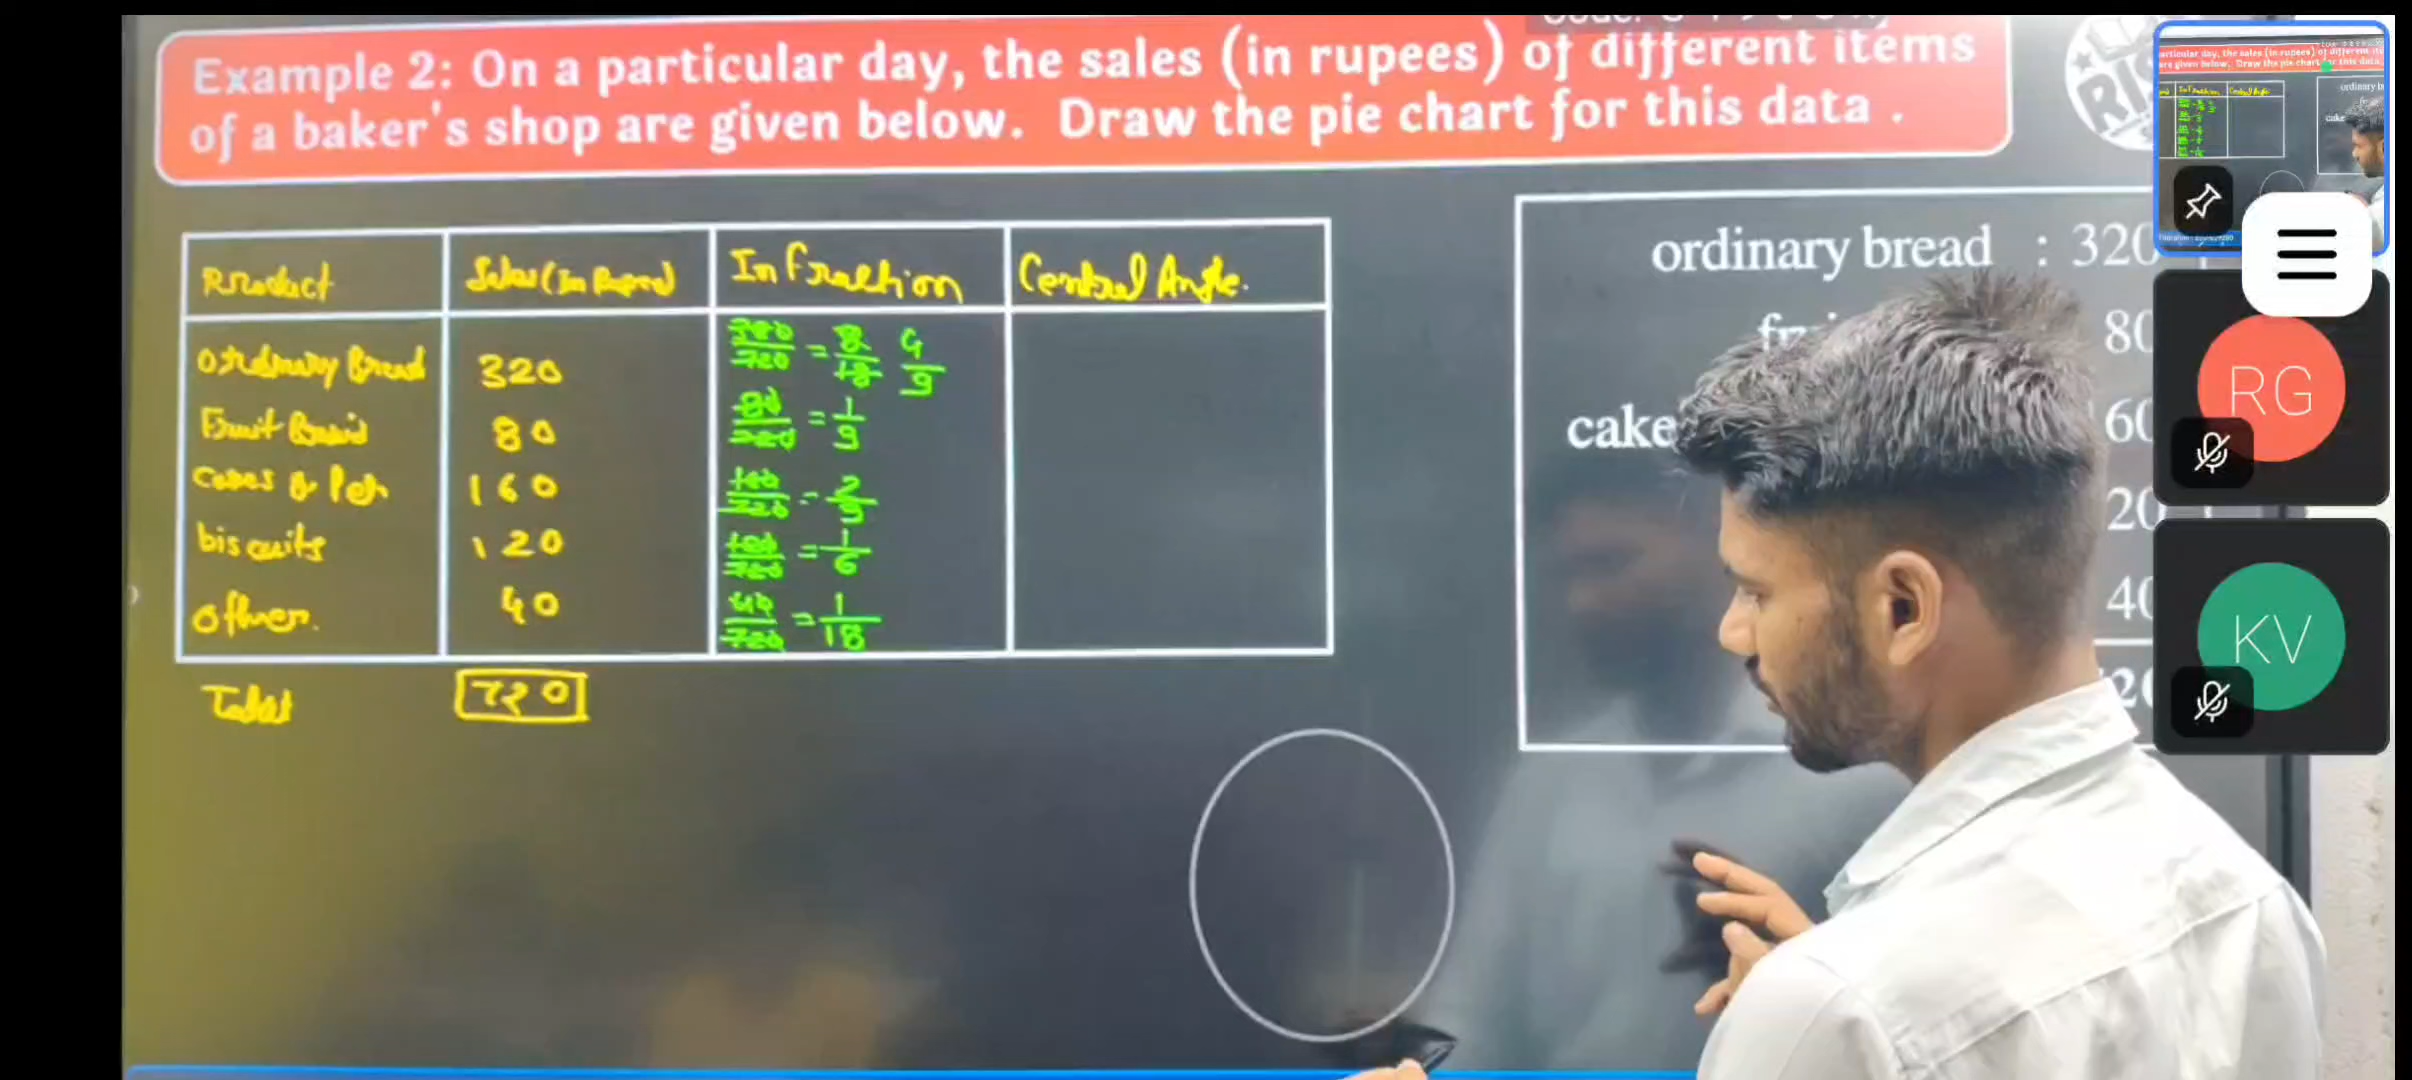 Example 2: On a particular day, the sales (in rupees) of different items
of a baker's shop are given below. Draw the pie chart for this data .
Product Sales (In Rupees) In fraction Central Angle.
ordinary Bread 320 320/720 = 8/18 4/9
Fruit Bread 80 80/720 = 1/9
160 160/720 = 2/9
biscuits 120 120/720 = 1/6
others. 40 40/720 = 1/18
Total 720
ordinary bread : 320
80
cake 60
20
40
20
RG
KV